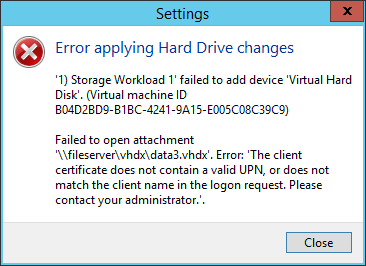 Settings
Error applying Hard Drive changes
'1) Storage Workload 1' failed to add device 'Virtual Hard
Disk'. (Virtual machine ID
B04D2BD9-B1BC-4241-9A15-E005C08C39C9)
Failed to open attachment
'\\fileserver\vhdx\data3.vhdx'. Error: 'The client
certificate does not contain a valid UPN, or does not
match the client name in the logon request. Please
contact your administrator.'.
Close